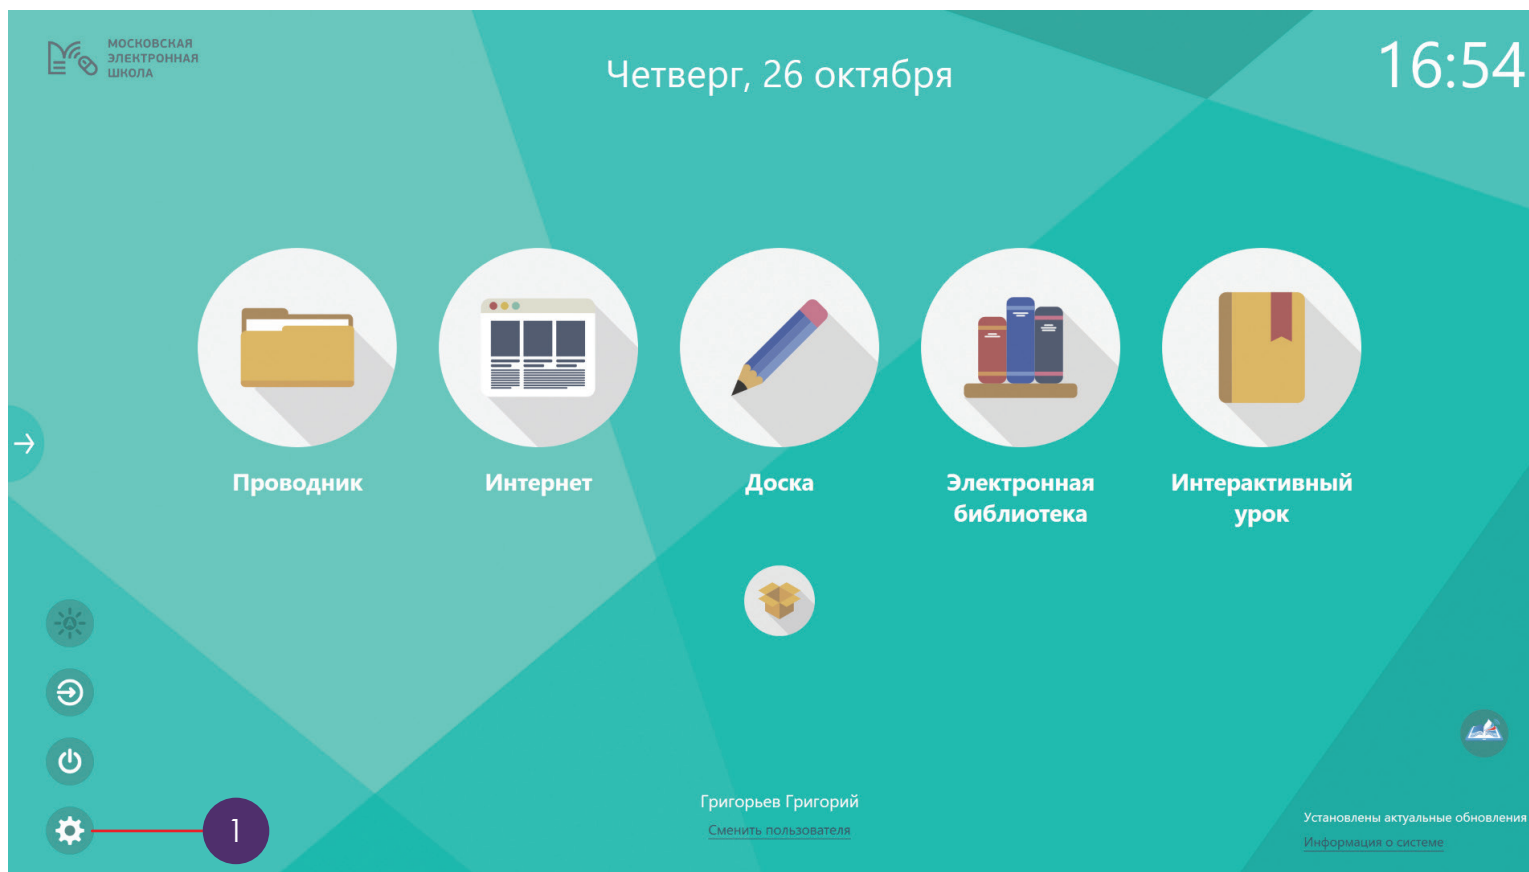 МОСКОВСКАЯ
ЭЛЕКТРОННАЯ
ШКОЛА
Четверг, 26 октября
16:54
Проводник
Интернет
Доска
Электронная
библиотека
Интерактивный
урок
A
1
Григорьев Григорий
Сменить пользователя
Установлены актуальные обновления
Информация о системе